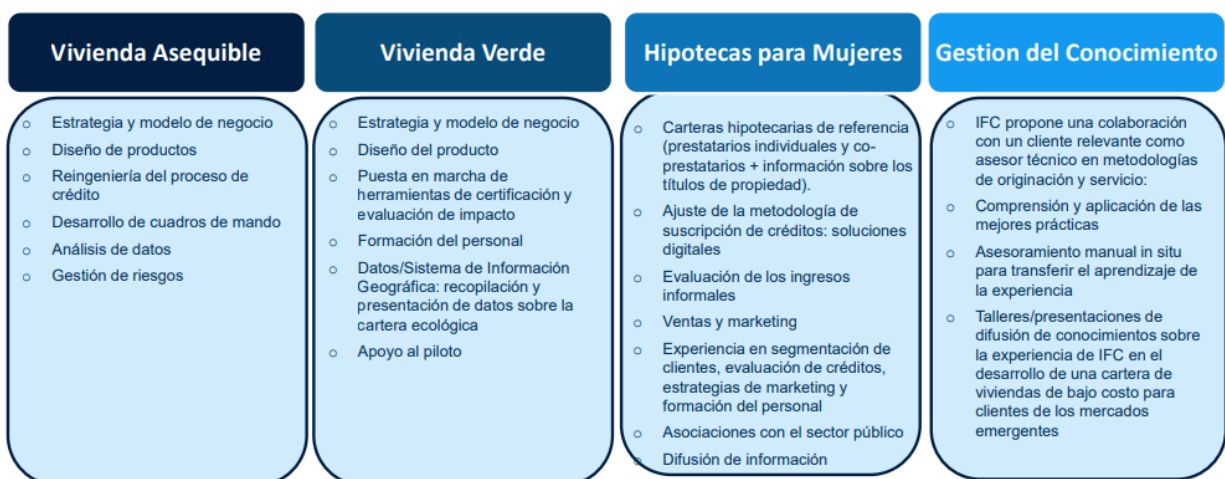 Vivienda Asequible
Estrategia y modelo de negocio
Diseño de productos
Reingeniería del proceso de
crédito
Desarrollo de cuadros de mando
Análisis de datos
Gestión de riesgos
Vivienda Verde
Estrategia y modelo de negocio
Diseño del producto
Puesta en marcha de
herramientas de certificación y
evaluación de impacto
Formación del personal
Datos/Sistema de Información
Geográfica: recopilación y
presentación de datos sobre la
cartera ecológica
Apoyo al piloto
Hipotecas para Mujeres
Carteras hipotecarias de referencia
(prestatarios individuales y co-
prestatarios + información sobre los
títulos de propiedad).
Ajuste de la metodología de
suscripción de créditos: soluciones
digitales
Evaluación de los ingresos
informales
Ventas y marketing
Experiencia en segmentación de
clientes, evaluación de créditos,
estrategias de marketing y
formación del personal
Asociaciones con el sector público
Difusión de información
Gestion del Conocimiento
IFC propone una colaboración
con un cliente relevante como
asesor técnico en metodologías
de originación y servicio:
Comprensión y aplicación de las
mejores prácticas
Asesoramiento manual in situ
para transferir el aprendizaje de
la experiencia
Talleres/presentaciones de
difusión de conocimientos sobre
la experiencia de IFC en el
desarrollo de una cartera de
viviendas de bajo costo para
clientes de los mercados
emergentes